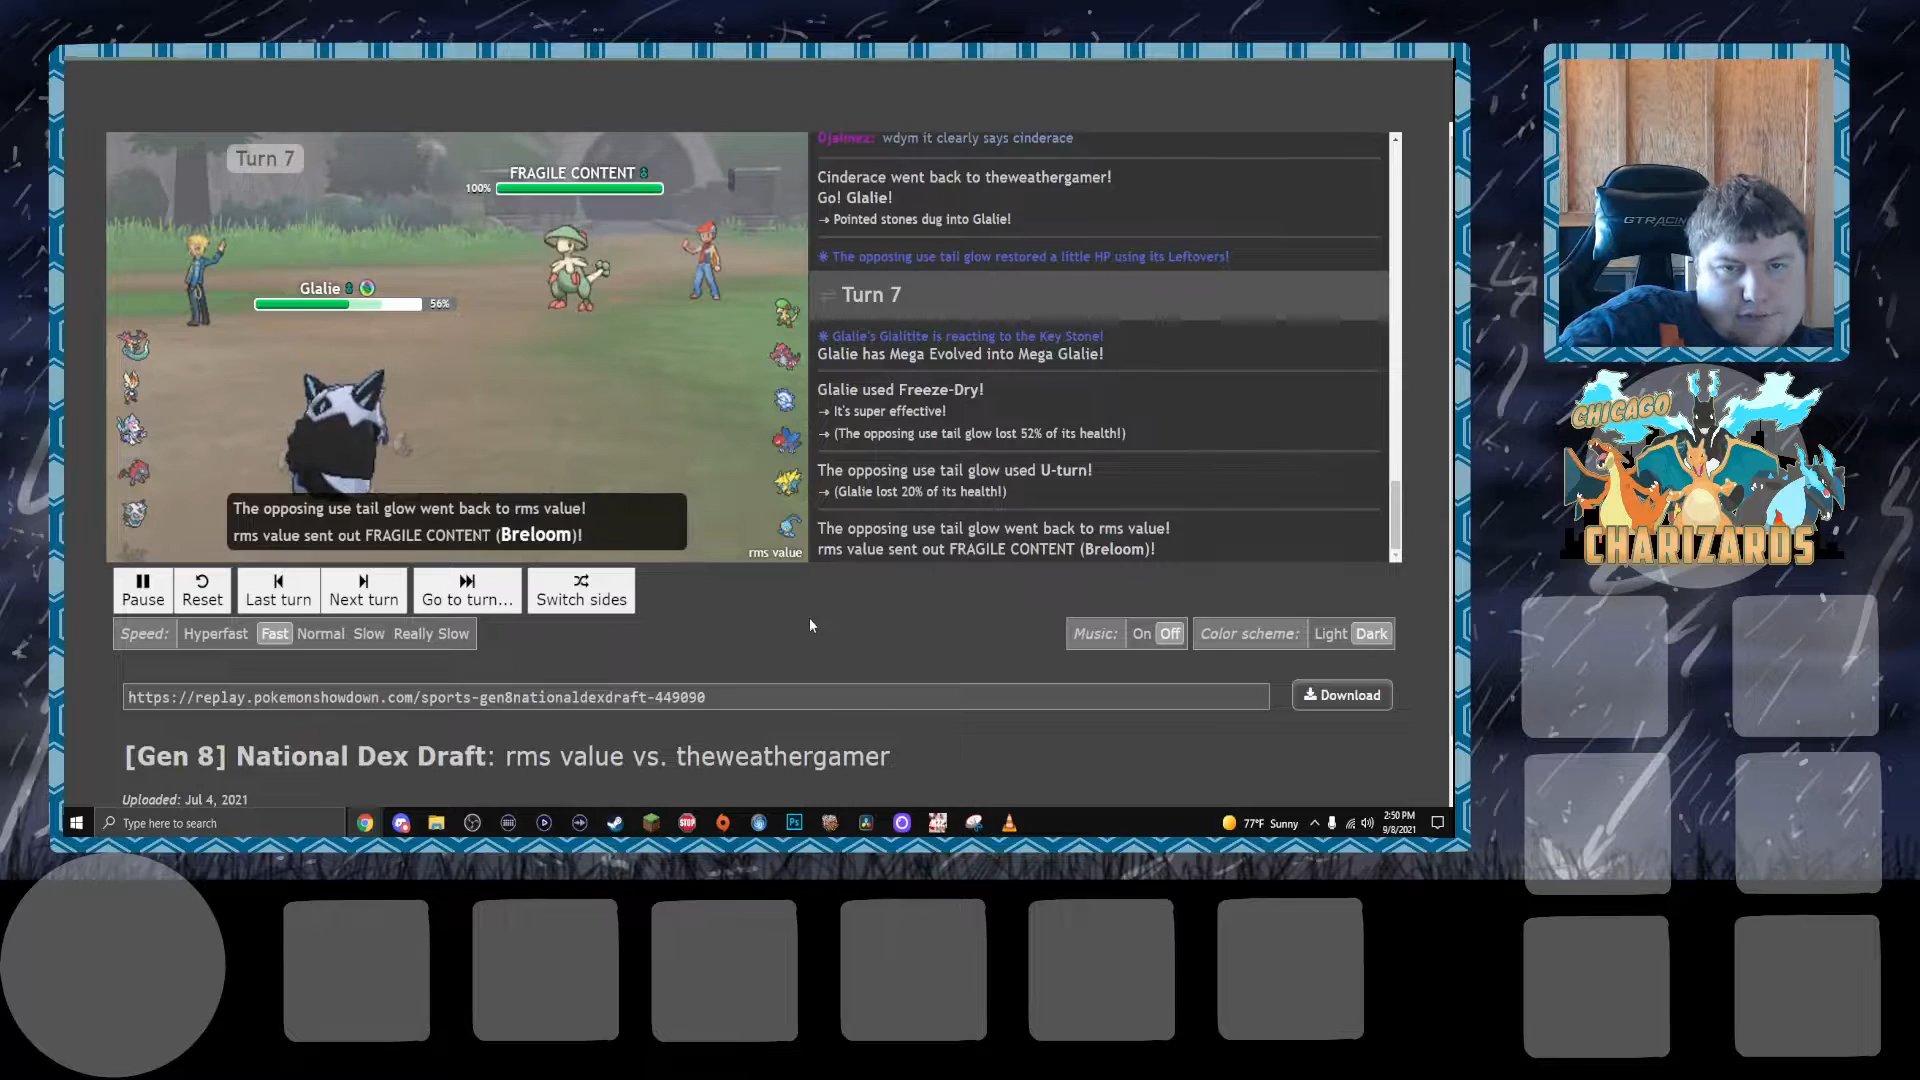 Turn 7
FRAGILE CONTENT
100%
Glalie
56%
The opposing use tail glow went back to rms value!
rms value sent out FRAGILE CONTENT (Breloom)!
rms value
Djaimez: wdym it clearly says cinderace
Cinderace went back to theweathergamer!
Go! Glalie!
→ Pointed stones dug into Glalie!
The opposing use tail glow restored a little HP using its Leftovers!
Turn 7
Glalie's Glalitite is reacting to the Key Stone!
Glalie has Mega Evolved into Mega Glalie!
Glalie used Freeze-Dry!
→ It's super effective!
→ (The opposing use tail glow lost 52% of its health!)
The opposing use tail glow used U-turn!
→ (Glalie lost 20% of its health!)
The opposing use tail glow went back to rms value!
rms value sent out FRAGILE CONTENT (Breloom)!
Pause Reset Last turn Next turn Go to turn... Switch sides
Speed: Hyperfast Fast Normal Slow Really Slow
Music: On Off Color scheme: Light Dark
https://replay.pokemonshowdown.com/sports-gen8nationaldexdraft-449090
Download
[Gen 8] National Dex Draft: rms value vs. theweathergamer
Uploaded: Jul 4, 2021
Type here to search
STOP
Ps
77°F Sunny
2:50 PM
9/8/2021
GTRACING
CHICAGO
CHARIZARDS